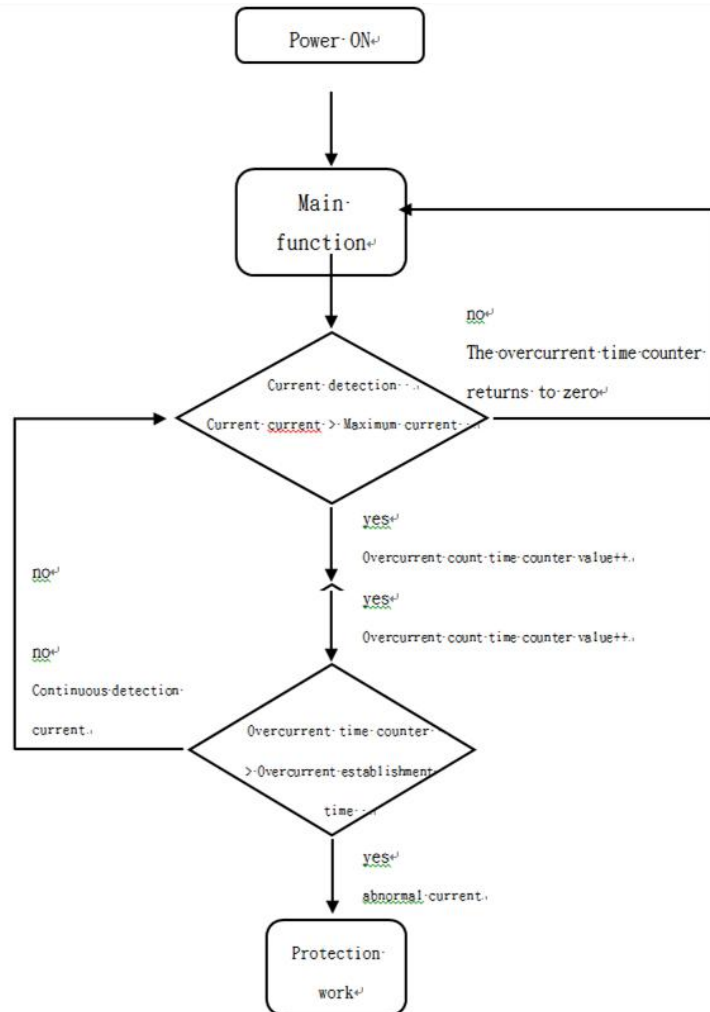 Power ON
Main
function
no
The overcurrent time counter
returns to zero
Current detection
Current current > Maximum current
yes
Overcurrent count time counter value++
no
yes
Overcurrent count time counter value++
no
Continuous detection
current
Overcurrent time counter
> Overcurrent establishment
time
yes
abnormal current
Protection
work